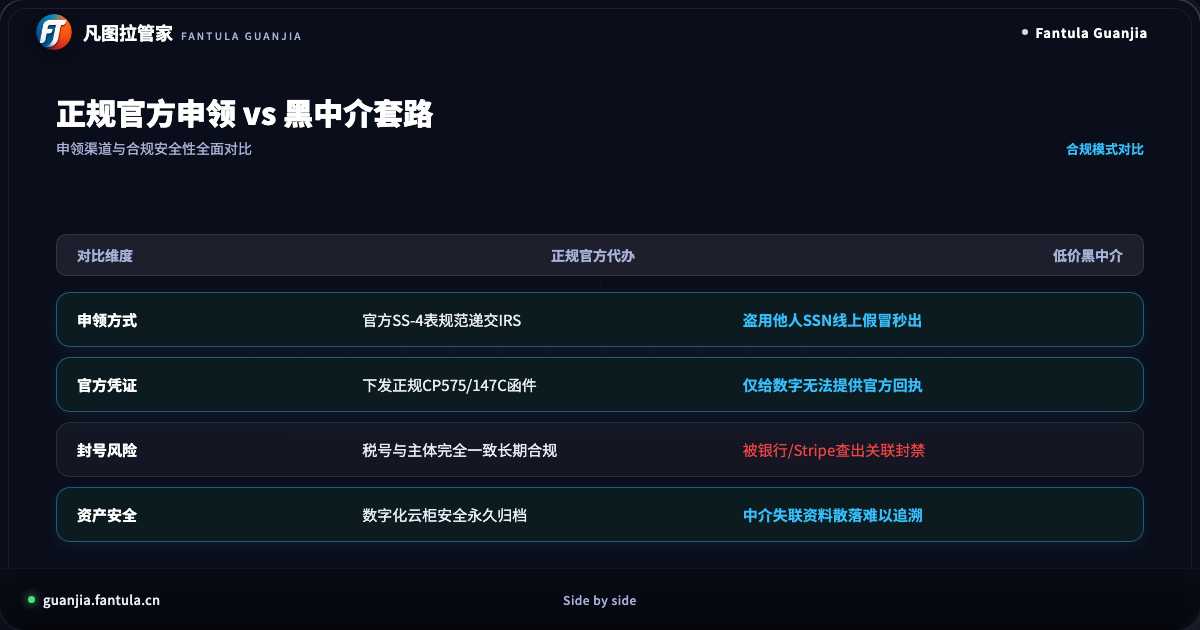 FT 凡图拉管家 FANTULA GUANJIA
Fantula Guanjia
正规官方申领 vs 黑中介套路
申领渠道与合规安全性全面对比
合规模式对比
对比维度 正规官方代办 低价黑中介
申领方式 官方SS-4表规范递交IRS 盗用他人SSN线上假冒秒出
官方凭证 下发正规CP575/147C函件 仅给数字无法提供官方回执
封号风险 税号与主体完全一致长期合规 被银行/Stripe查出关联封禁
资产安全 数字化云柜安全永久归档 中介失联资料散落难以追溯
guanjia.fantula.cn
Side by side